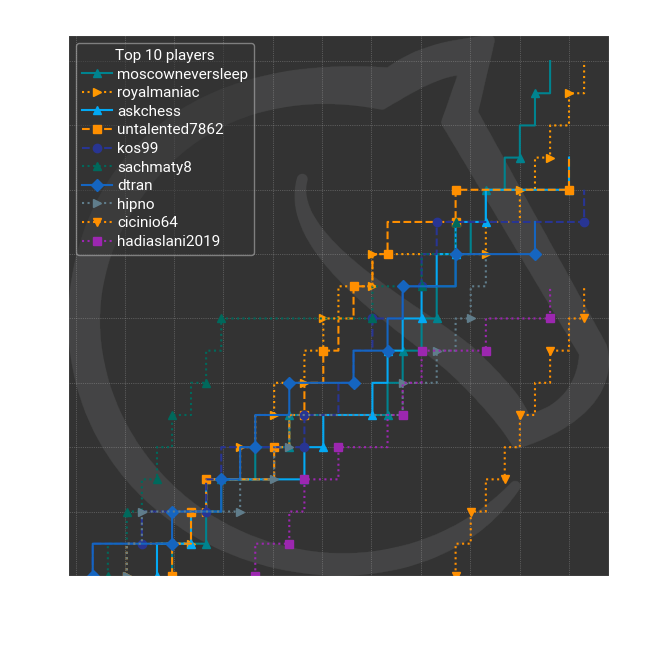 Top 10 players
moscowneversleep
royalmaniac
askchess
untalented7862
kos99
sachmaty8
dtran
hipno
cicinio64
hadiaslani2019